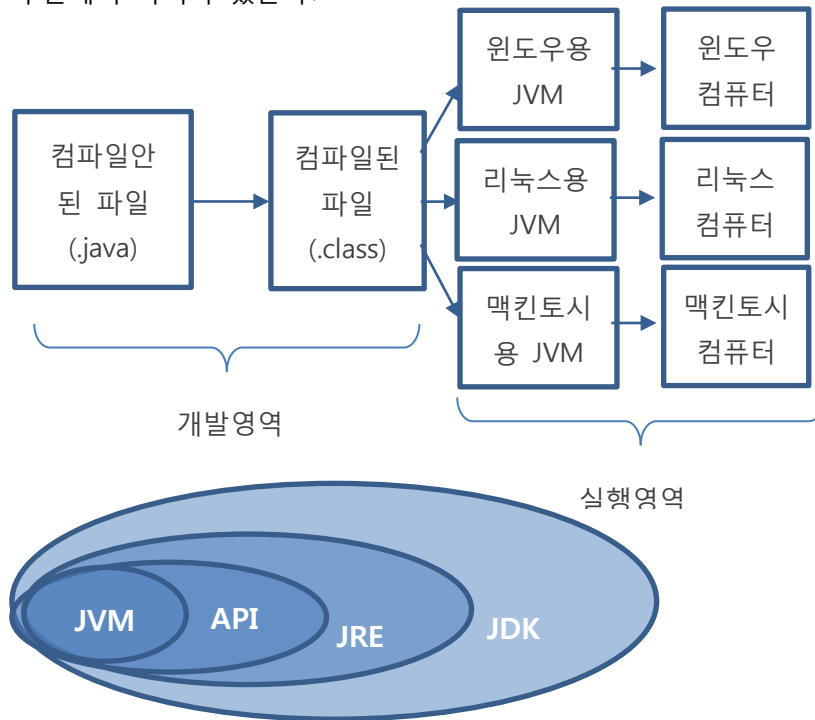 윈도우용
JVM
윈도우
컴퓨터
컴파일안
된 파일
(.java)
컴파일된
파일
(.class)
리눅스용
JVM
리눅스
컴퓨터
맥킨토시
용 JVM
맥킨토시
컴퓨터
개발영역
실행영역
JVM
API
JRE
JDK